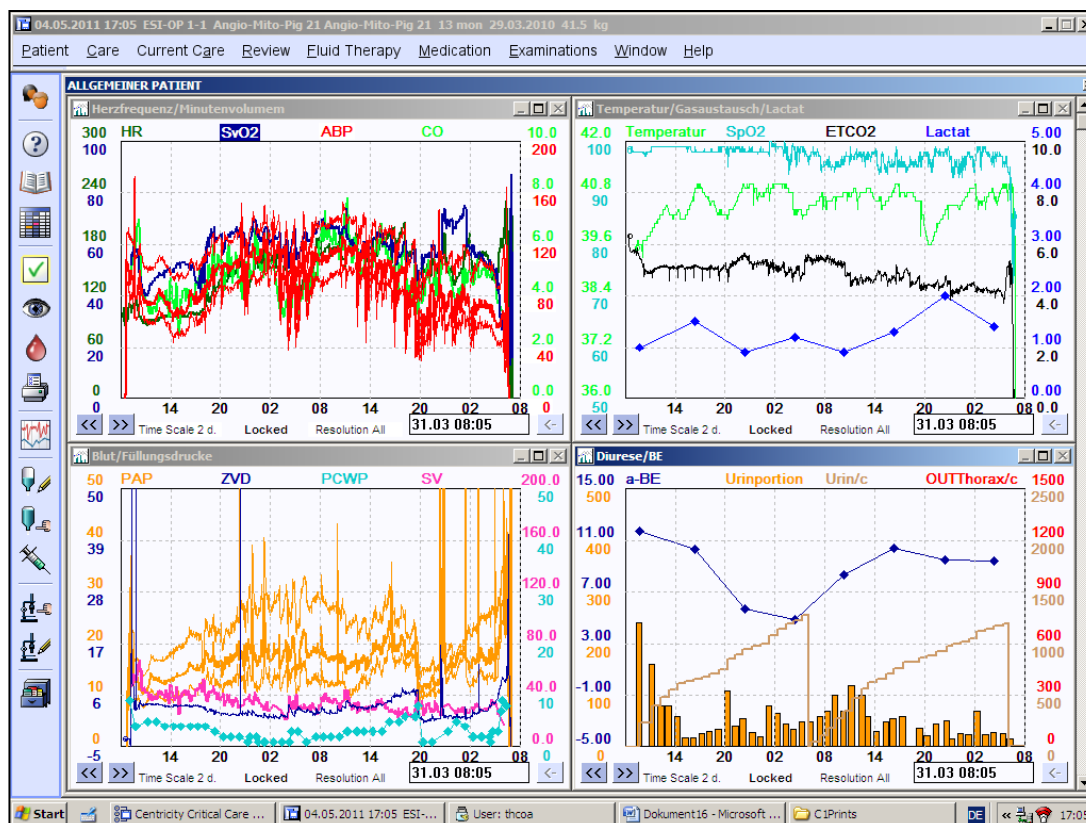 04.05.2011 17:05 ESI-OP 1-1 Angio-Mito-Pig 21 Angio-Mito-Pig 21 13 mon 29.03.2010 41.5 kg
Patient Care Current Care Review Fluid Therapy Medication Examinations Window Help
ALLGEMEINER PATIENT
Herzfrequenz/Minutenvolumem
300 HR SvO2 ABP CO 10.0
100 200
240 8.0
80 160
180 6.0
60 120
120 4.0
40 80
60 2.0
20 40
0 0.0
0 14 20 02 08 14 20 02 08 0
<< >> Time Scale 2 d. Locked Resolution All 31.03 08:05 <-
Temperatur/Gasaustausch/Lactat
42.0 Temperatur SpO2 ETCO2 Lactat 5.00
100 10.0
40.8 4.00
90 8.0
39.6 3.00
80 6.0
38.4 2.00
70 4.0
37.2 1.00
60 2.0
36.0 0.00
50 14 20 02 08 14 20 02 08 0.0
<< >> Time Scale 2 d. Locked Resolution All 31.03 08:05 <-
Blut/Füllungsdrucke
50 PAP ZVD PCWP SV 200.0
50 50
40 160.0
39 40
30 120.0
28 30
20 80.0
17 20
10 40.0
6 10
0 0.0
-5 14 20 02 08 14 20 02 08 0
<< >> Time Scale 2 d. Locked Resolution All 31.03 08:05 <-
Diurese/BE
15.00 a-BE Urinportion Urin/c OUTThorax/c 1500
500 2500
11.00 1200
400 2000
7.00 900
300 1500
3.00 600
200 1000
-1.00 300
100 500
-5.00 0
0 14 20 02 08 14 20 02 08 0
<< >> Time Scale 2 d. Locked Resolution All 31.03 08:05 <-
Start Centricity Critical Care ... 04.05.2011 17:05 ESI-... User: thcoa Dokument16 - Microsoft ... C1Prints DE «